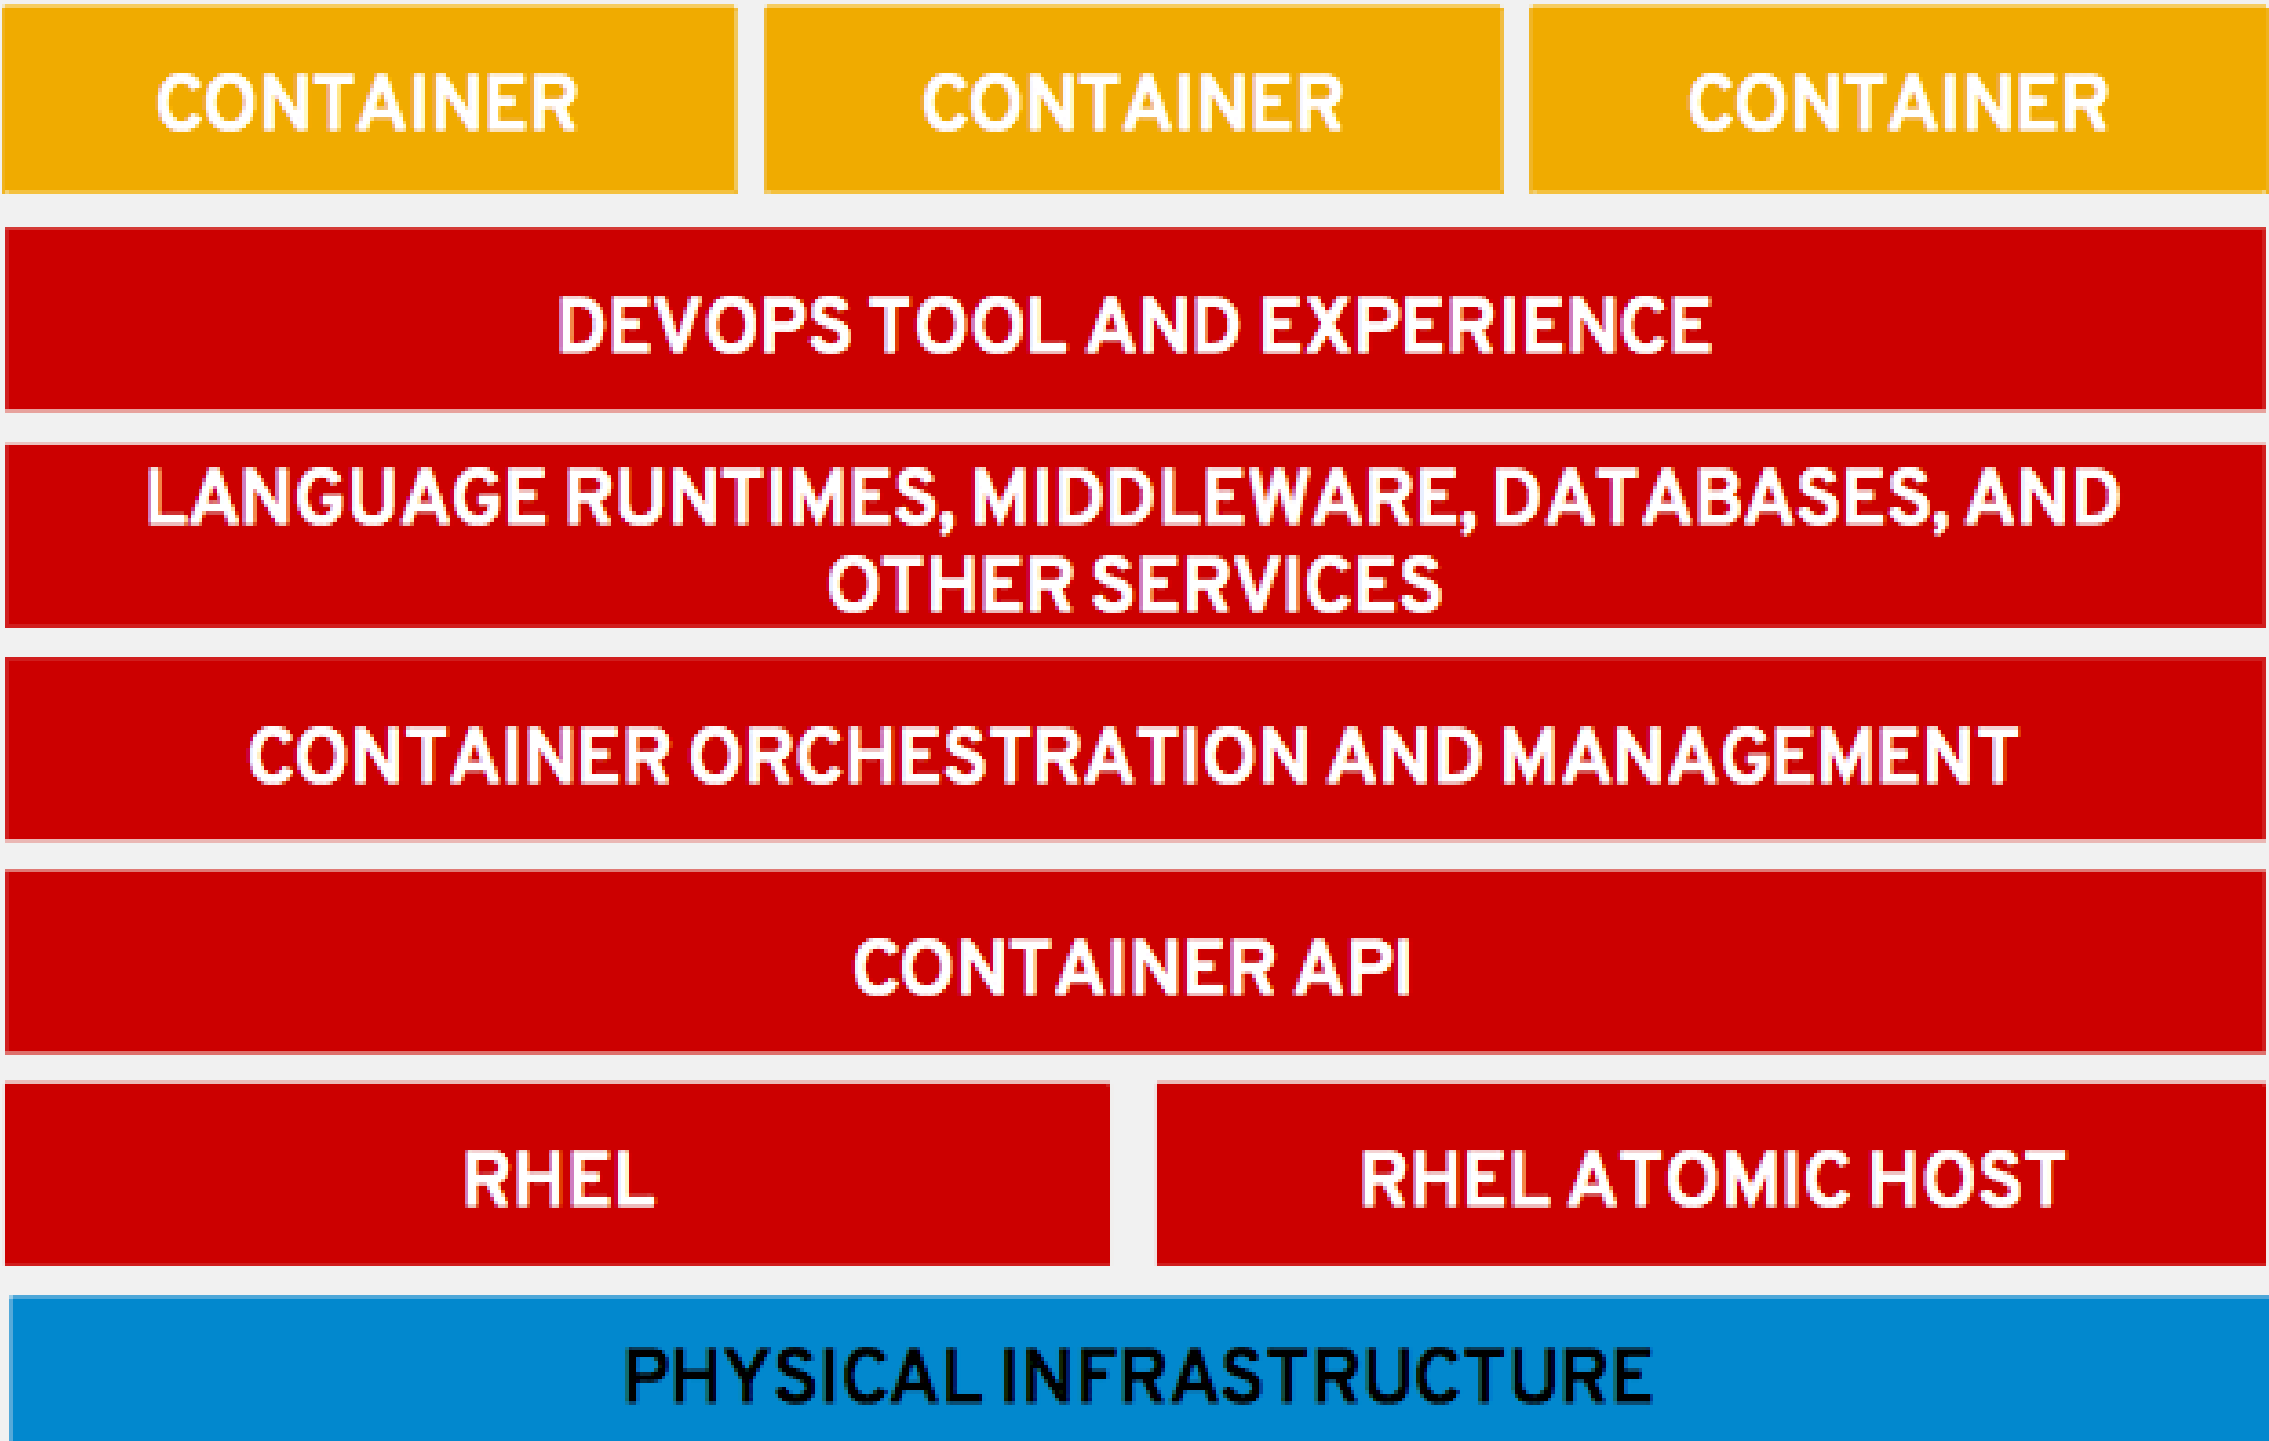 CONTAINER
CONTAINER
CONTAINER
DEVOPS TOOL AND EXPERIENCE
LANGUAGE RUNTIMES, MIDDLEWARE, DATABASES, AND
OTHER SERVICES
CONTAINER ORCHESTRATION AND MANAGEMENT
CONTAINER API
RHEL
RHEL ATOMIC HOST
PHYSICAL INFRASTRUCTURE